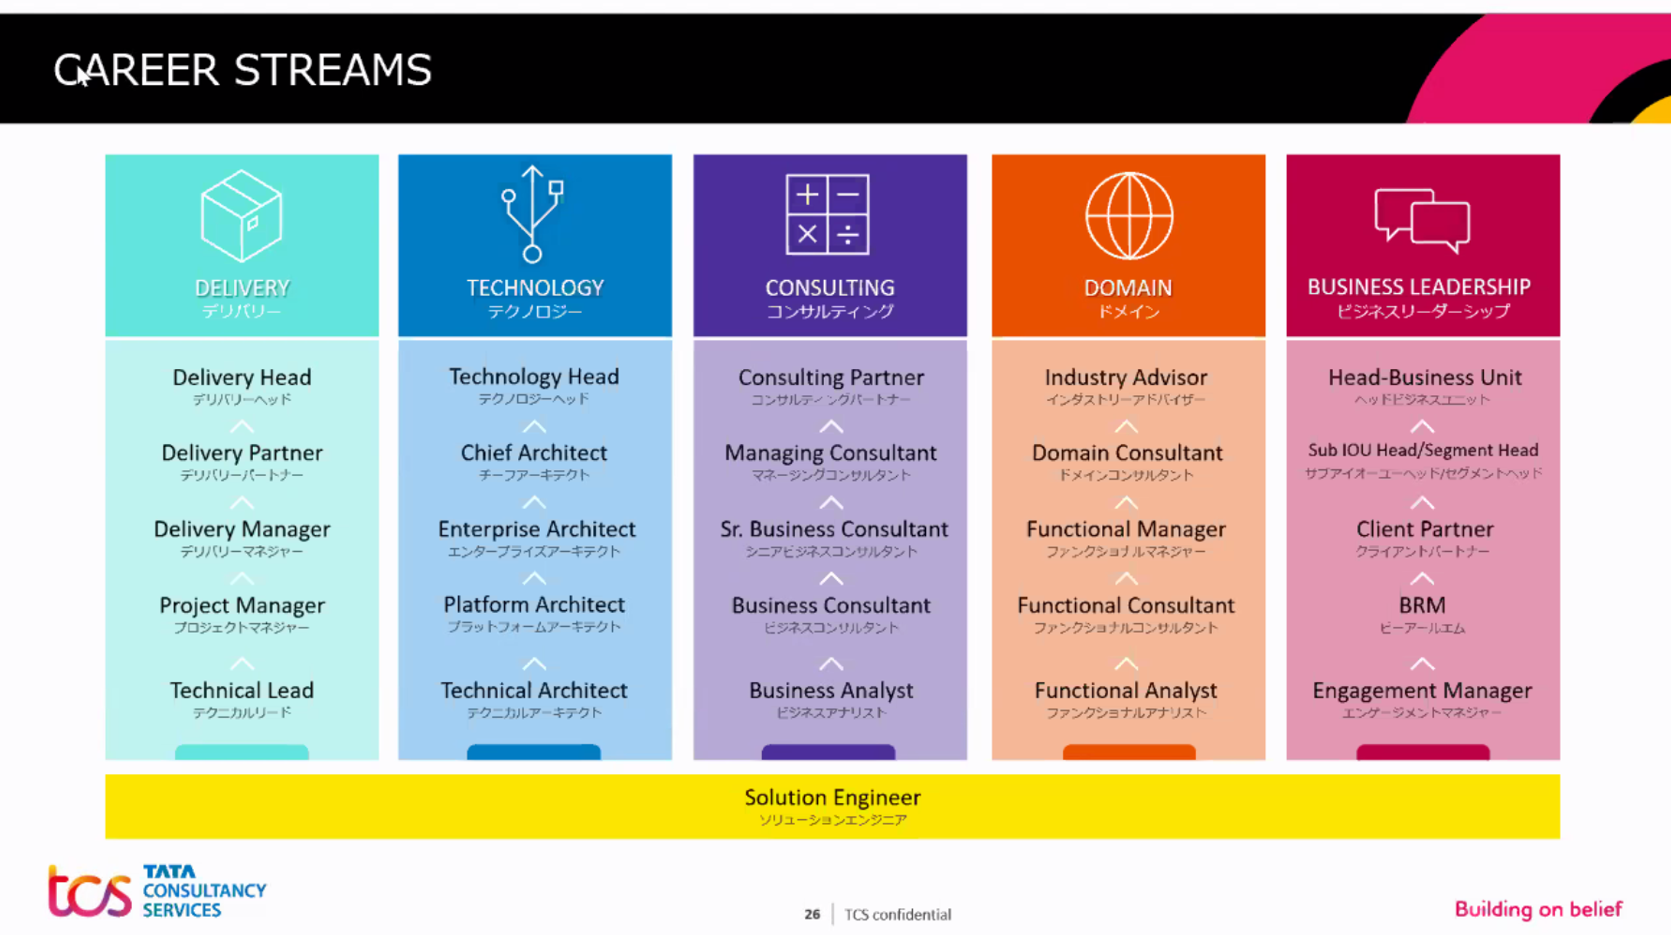 CAREER STREAMS
DELIVERY
デリバリー
Delivery Head
デリバリーヘッド
Delivery Partner
デリバリーパートナー
Delivery Manager
デリバリーマネジャー
Project Manager
プロジェクトマネジャー
Technical Lead
テクニカルリード
TECHNOLOGY
テクノロジー
Technology Head
テクノロジーヘッド
Chief Architect
チーフアーキテクト
Enterprise Architect
エンタープライズアーキテクト
Platform Architect
プラットフォームアーキテクト
Technical Architect
テクニカルアーキテクト
CONSULTING
コンサルティング
Consulting Partner
コンサルティングパートナー
Managing Consultant
マネージングコンサルタント
Sr. Business Consultant
シニアビジネスコンサルタント
Business Consultant
ビジネスコンサルタント
Business Analyst
ビジネスアナリスト
DOMAIN
ドメイン
Industry Advisor
インダストリーアドバイザー
Domain Consultant
ドメインコンサルタント
Functional Manager
ファンクショナルマネジャー
Functional Consultant
ファンクショナルコンサルタント
Functional Analyst
ファンクショナルアナリスト
BUSINESS LEADERSHIP
ビジネスリーダーシップ
Head-Business Unit
ヘッドビジネスユニット
Sub IOU Head/Segment Head
サブアイオーユーヘッド/セグメントヘッド
Client Partner
クライアントパートナー
BRM
ビーアールエム
Engagement Manager
エンゲージメントマネジャー
Solution Engineer
ソリューションエンジニア
tcs
TATA
CONSULTANCY
SERVICES
26 TCS confidential
Building on belief